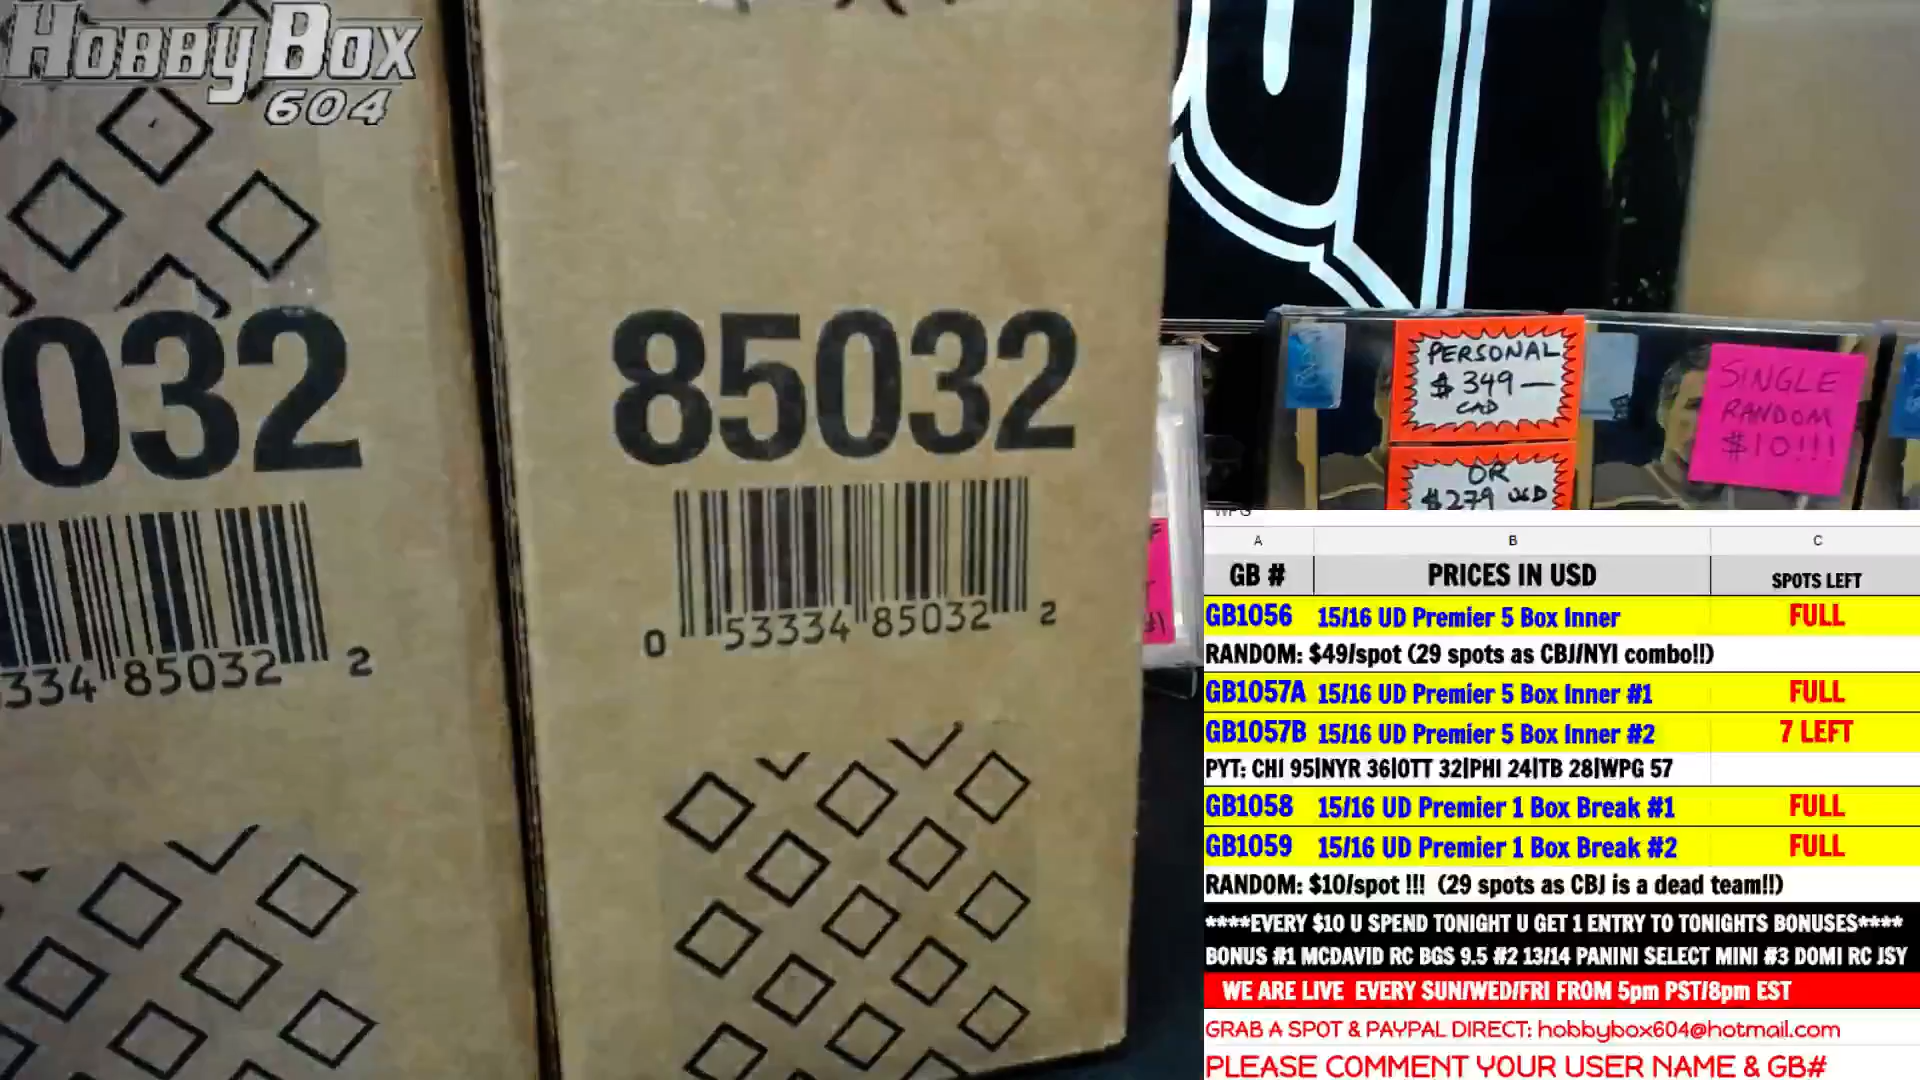 HOBBYBOX
604
032
334 85032 2
85032
0 53334 85032 2
PERSONAL
$349—
CAD
OR
$279 USD
SINGLE
RANDOM
$10!!!
#1
WPG
A B C
GB # PRICES IN USD SPOTS LEFT
GB1056 15/16 UD Premier 5 Box Inner FULL
RANDOM: $49/spot (29 spots as CBJ/NYI combo!!)
GB1057A 15/16 UD Premier 5 Box Inner #1 FULL
GB1057B 15/16 UD Premier 5 Box Inner #2 7 LEFT
PYT: CHI 95|NYR 36|OTT 32|PHI 24|TB 28|WPG 57
GB1058 15/16 UD Premier 1 Box Break #1 FULL
GB1059 15/16 UD Premier 1 Box Break #2 FULL
RANDOM: $10/spot !!! (29 spots as CBJ is a dead team!!)
****EVERY $10 U SPEND TONIGHT U GET 1 ENTRY TO TONIGHTS BONUSES****
BONUS #1 MCDAVID RC BGS 9.5 #2 13/14 PANINI SELECT MINI #3 DOMI RC JSY
WE ARE LIVE EVERY SUN/WED/FRI FROM 5pm PST/8pm EST
GRAB A SPOT & PAYPAL DIRECT: hobbybox604@hotmail.com
PLEASE COMMENT YOUR USER NAME & GB#